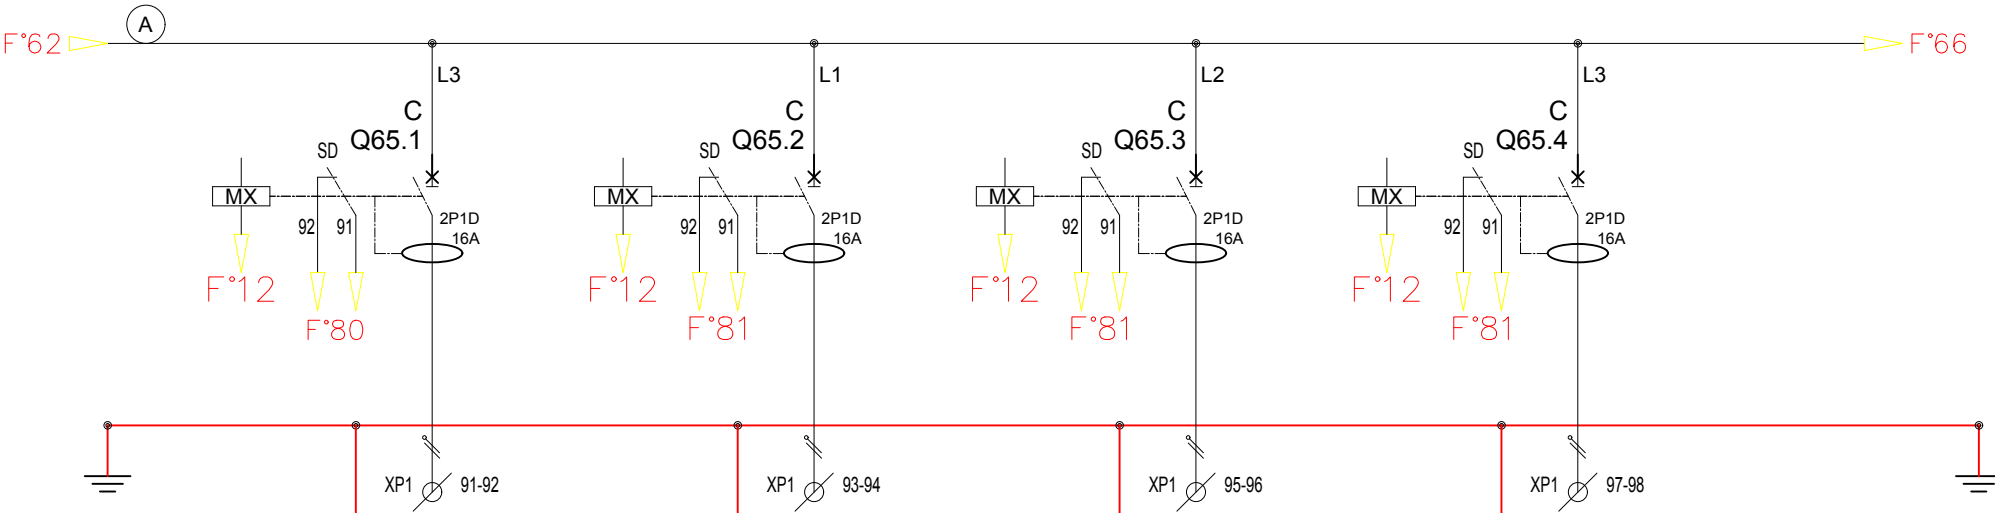 A
F°62
F°66
L3
L1
L2
L3
C
C
C
C
Q65.1
Q65.2
Q65.3
Q65.4
SD
SD
SD
SD
MX
MX
MX
MX
2P1D
2P1D
2P1D
2P1D
92
91
16A
92
91
16A
92
91
16A
92
91
16A
F°12
F°12
F°12
F°12
F°80
F°81
F°81
F°81
XP1
91-92
XP1
93-94
XP1
95-96
XP1
97-98